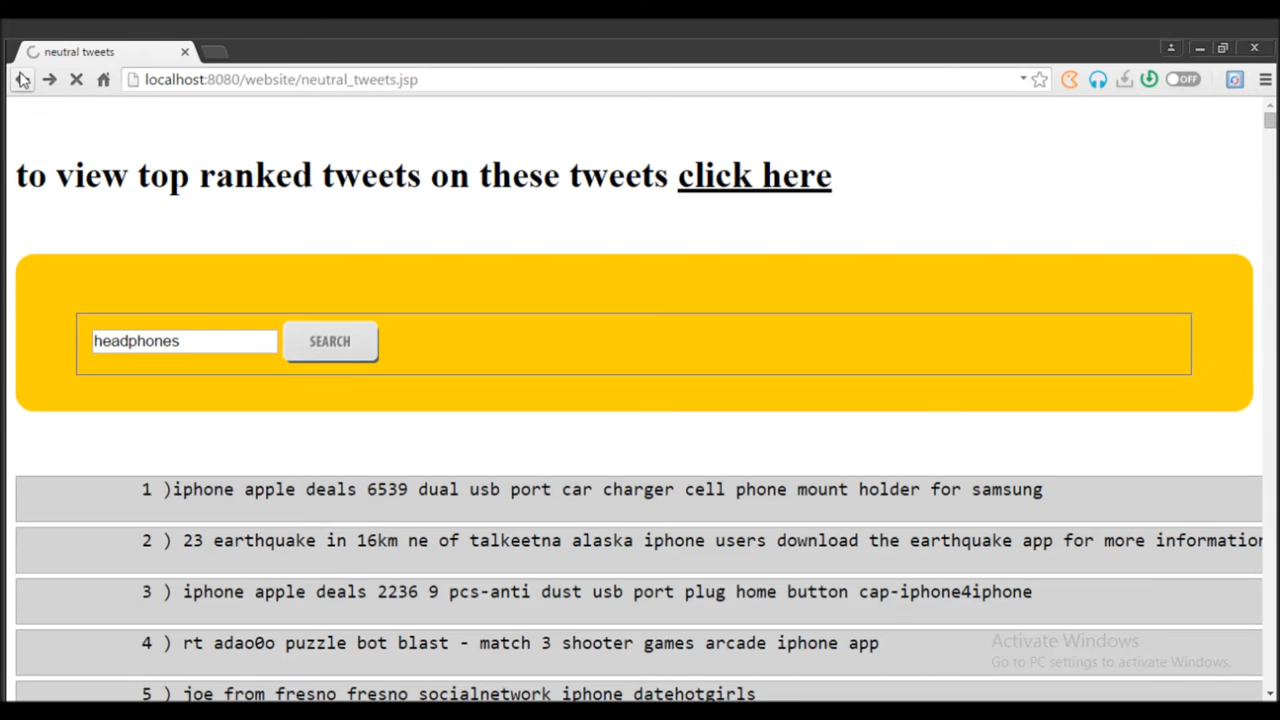 neutral tweets
localhost:8080/website/neutral_tweets.jsp
OFF
to view top ranked tweets on these tweets click here
headphones
SEARCH
1 )iphone apple deals 6539 dual usb port car charger cell phone mount holder for samsung
2 ) 23 earthquake in 16km ne of talkeetna alaska iphone users download the earthquake app for more information
3 ) iphone apple deals 2236 9 pcs-anti dust usb port plug home button cap-iphone4iphone
4 ) rt adao0o puzzle bot blast - match 3 shooter games arcade iphone app
5 ) joe from fresno fresno socialnetwork iphone datehotgirls
Activate Windows
Go to PC settings to activate Windows.